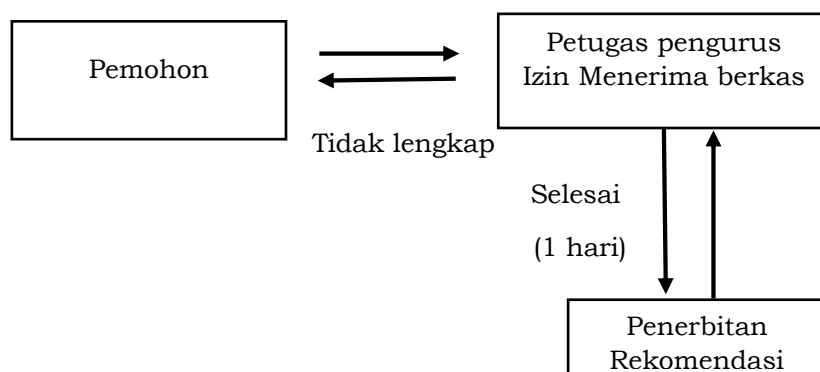 Pemohon
Petugas pengurus
Izin Menerima berkas
Tidak lengkap
Selesai
(1 hari)
Penerbitan
Rekomendasi